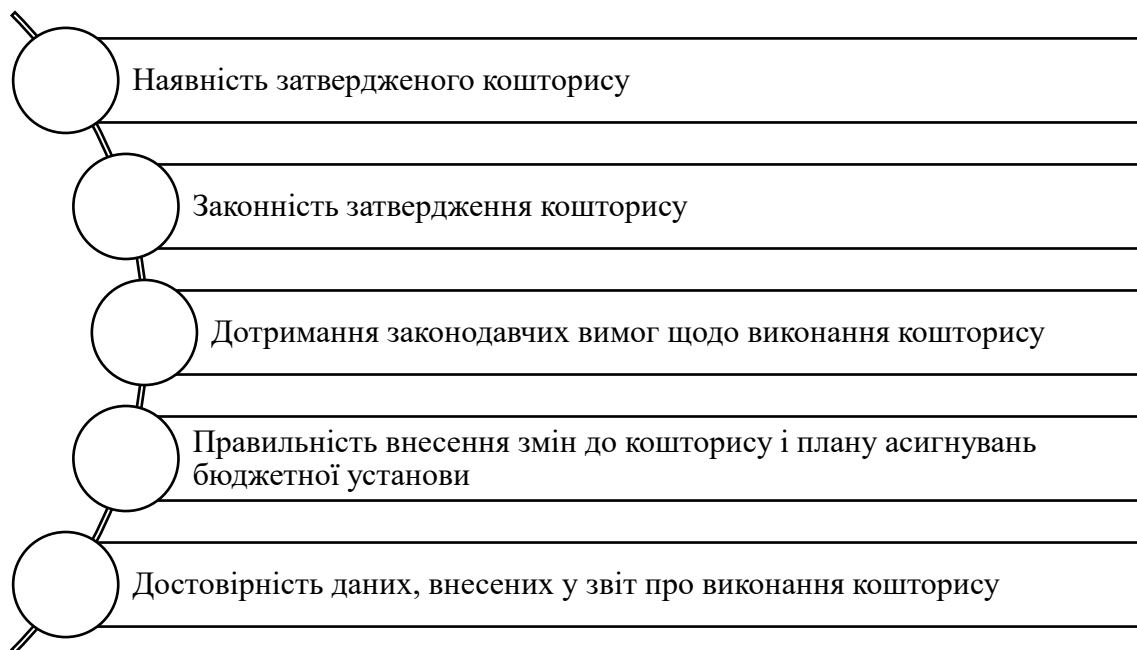 Наявність затвердженого кошторису
Законність затвердження кошторису
Дотримання законодавчих вимог щодо виконання кошторису
Правильність внесення змін до кошторису і плану асигнувань
бюджетної установи
Достовірність даних, внесених у звіт про виконання кошторису